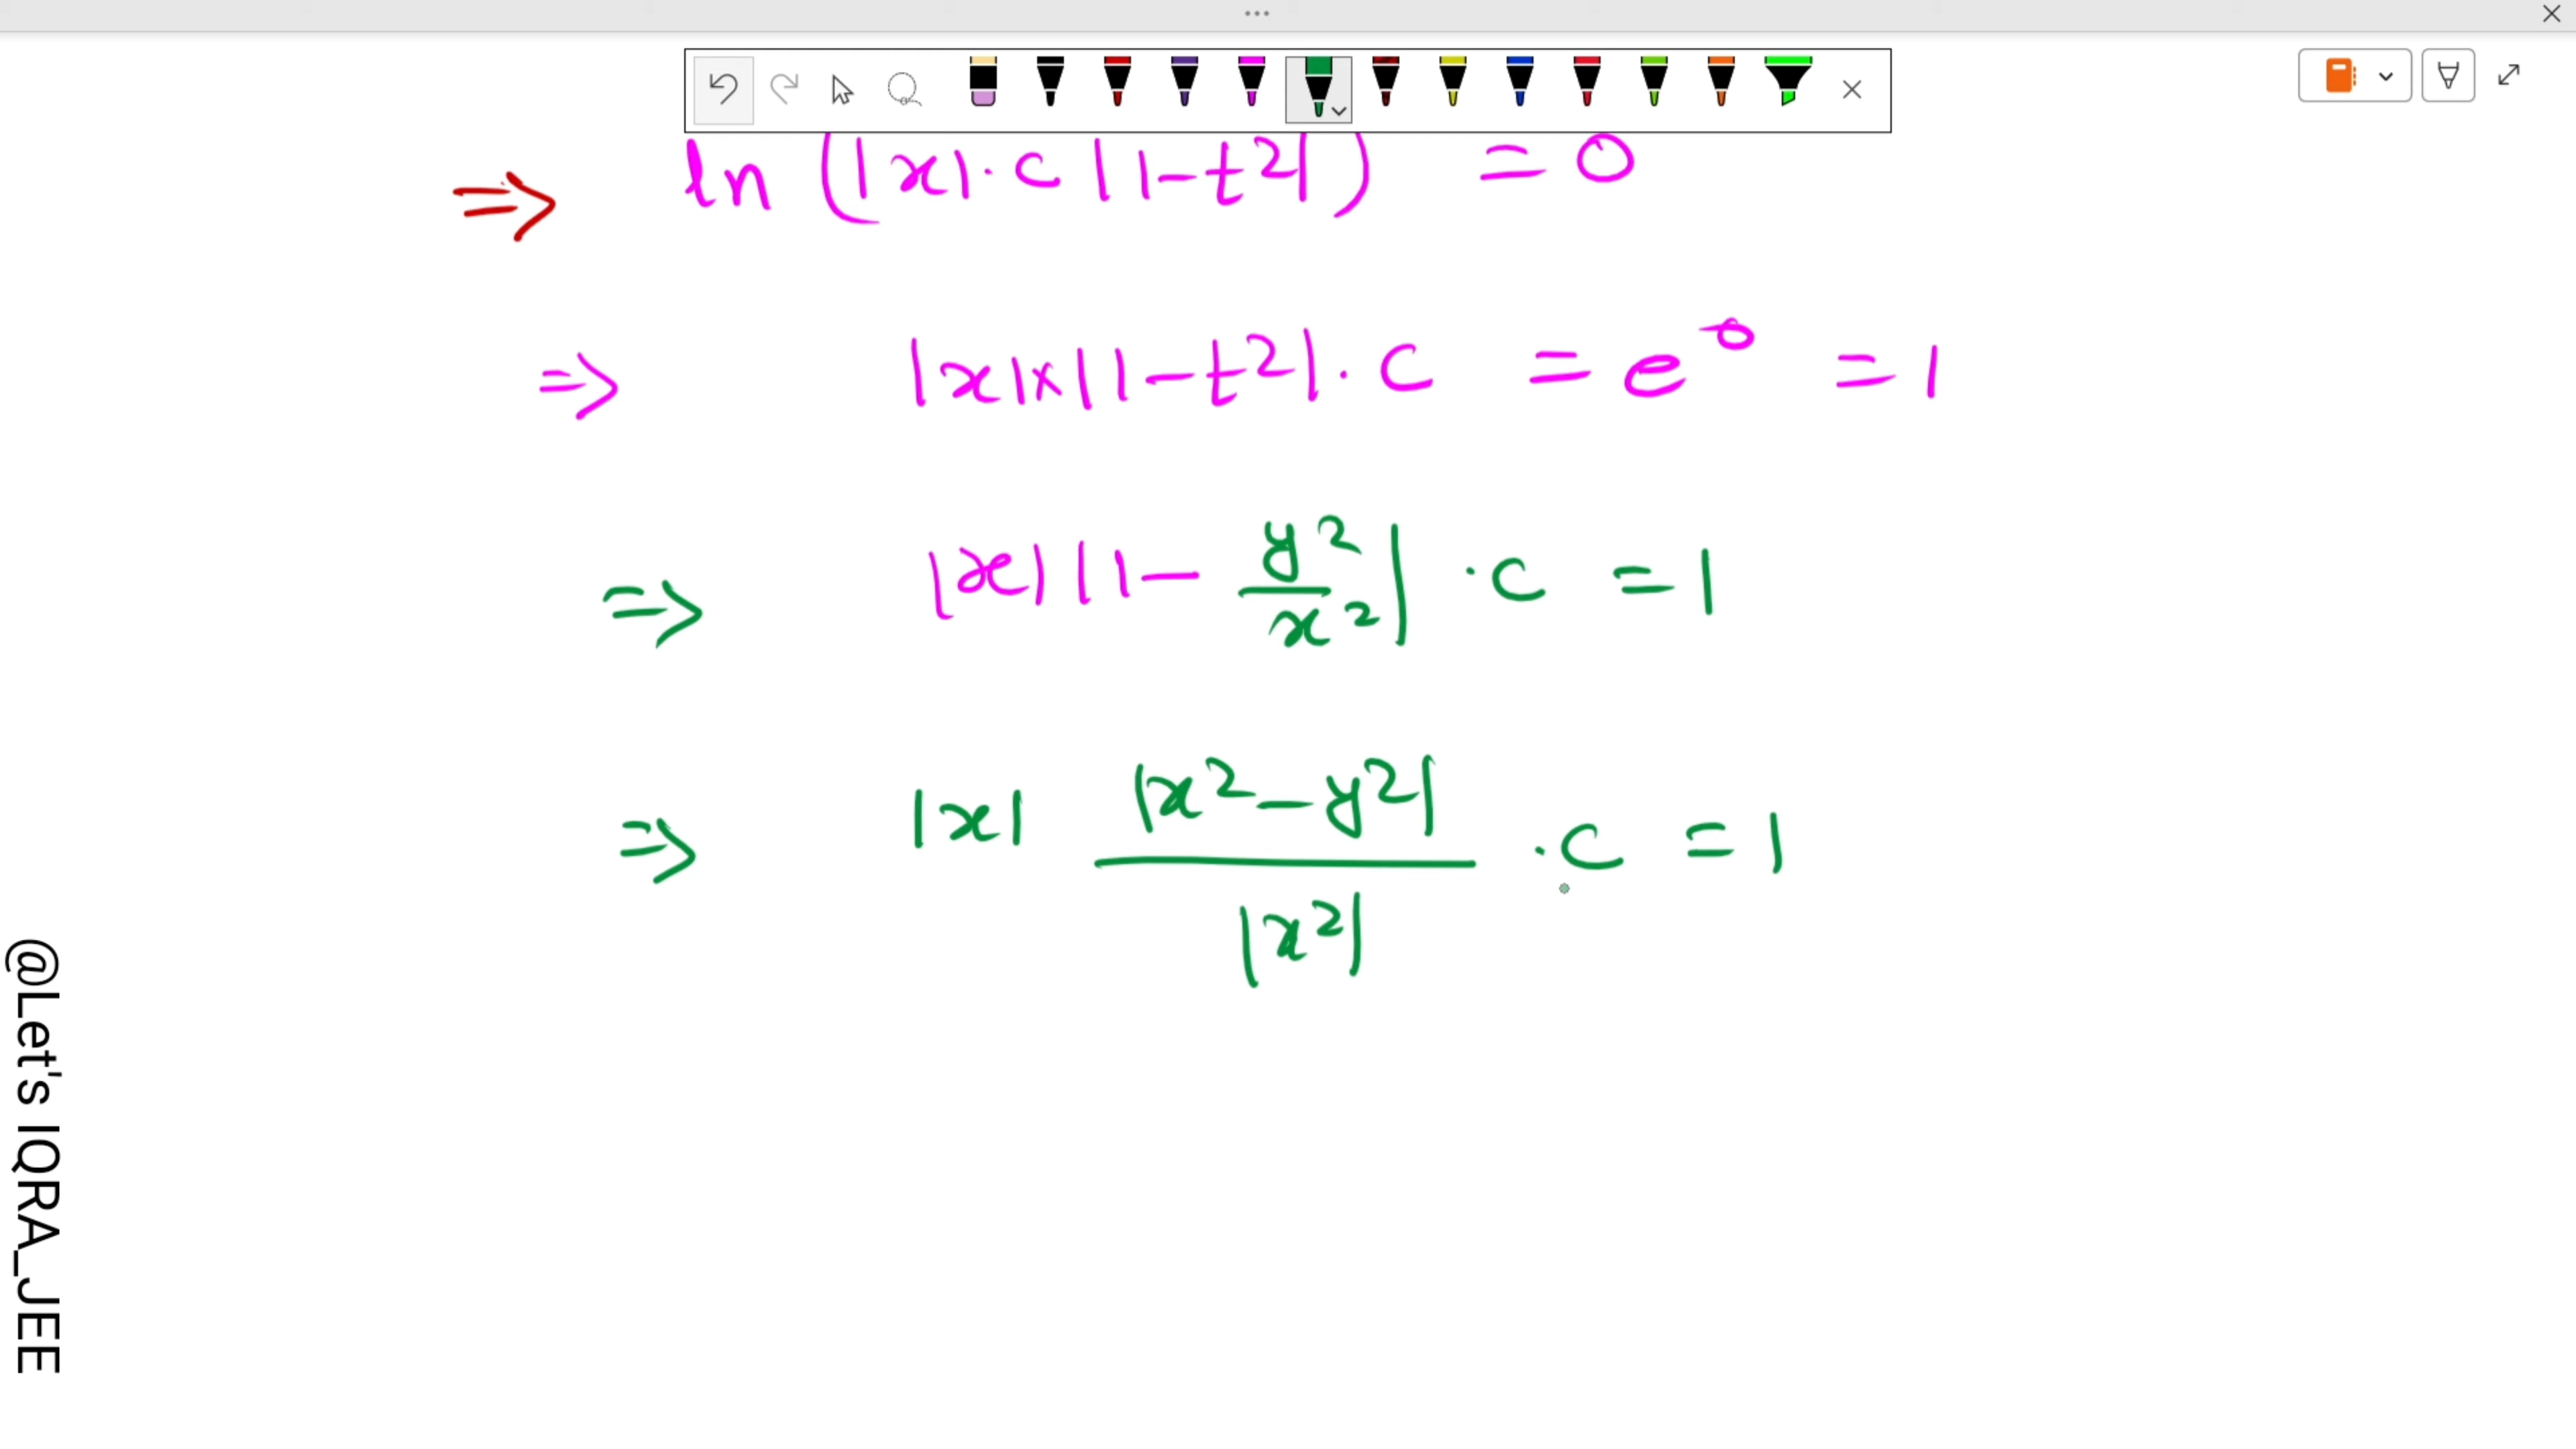 ⇒ ln (|x|·c |1-t²|) = 0
⇒ |x|×|1-t²|·c = e⁰ = 1
⇒ |x| |1 - y²/x²| ·c = 1
⇒ |x| |x²-y²|/|x²| ·c = 1
@Let's IQRA_JEE